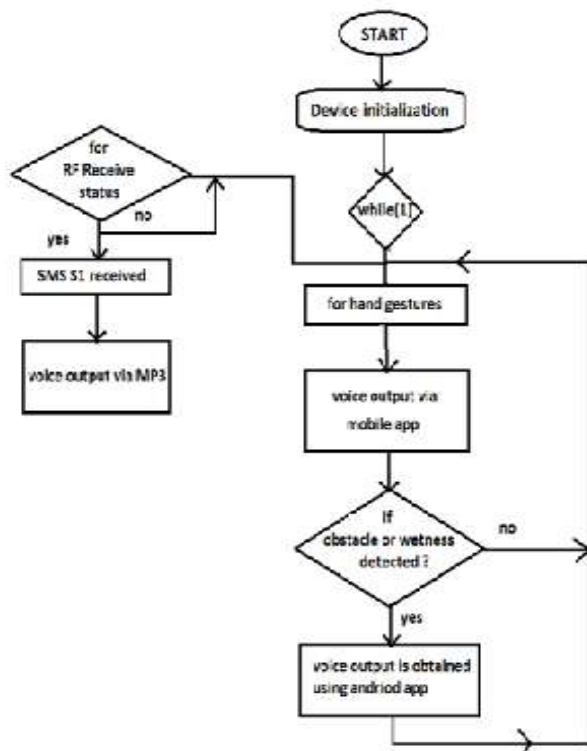 START
Device initialization
while[1]
for
RF Receive
status
no
yes
SMS S1 received
voice output via MP3
for hand gestures
voice output via
mobile app
If
obstacle or wetness
detected ?
no
yes
voice output is obtained
using andriod app